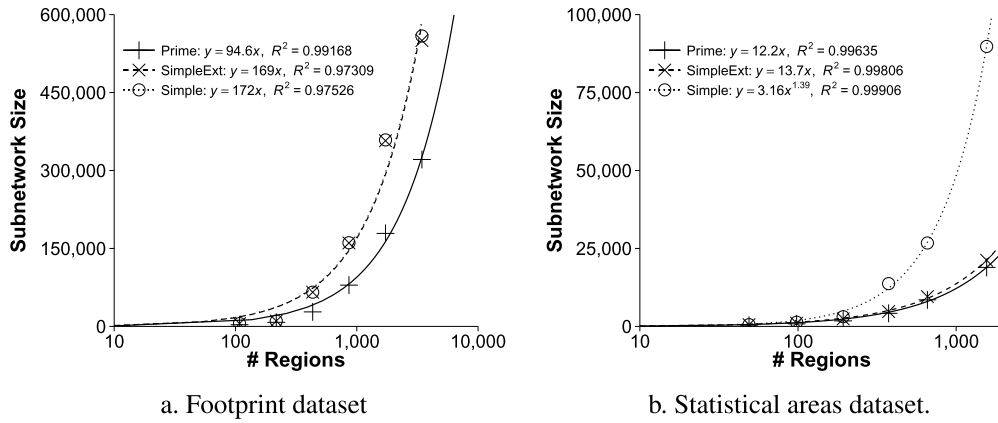 600,000
450,000
300,000
150,000
0
Subnetwork Size
Prime: y = 94.6x, R² = 0.99168
SimpleExt: y = 169x, R² = 0.97309
Simple: y = 172x, R² = 0.97526
10 100 1,000 10,000
# Regions
a. Footprint dataset
100,000
75,000
50,000
25,000
0
Subnetwork Size
Prime: y = 12.2x, R² = 0.99635
SimpleExt: y = 13.7x, R² = 0.99806
Simple: y = 3.16x^1.39, R² = 0.99906
10 100 1,000
# Regions
b. Statistical areas dataset.